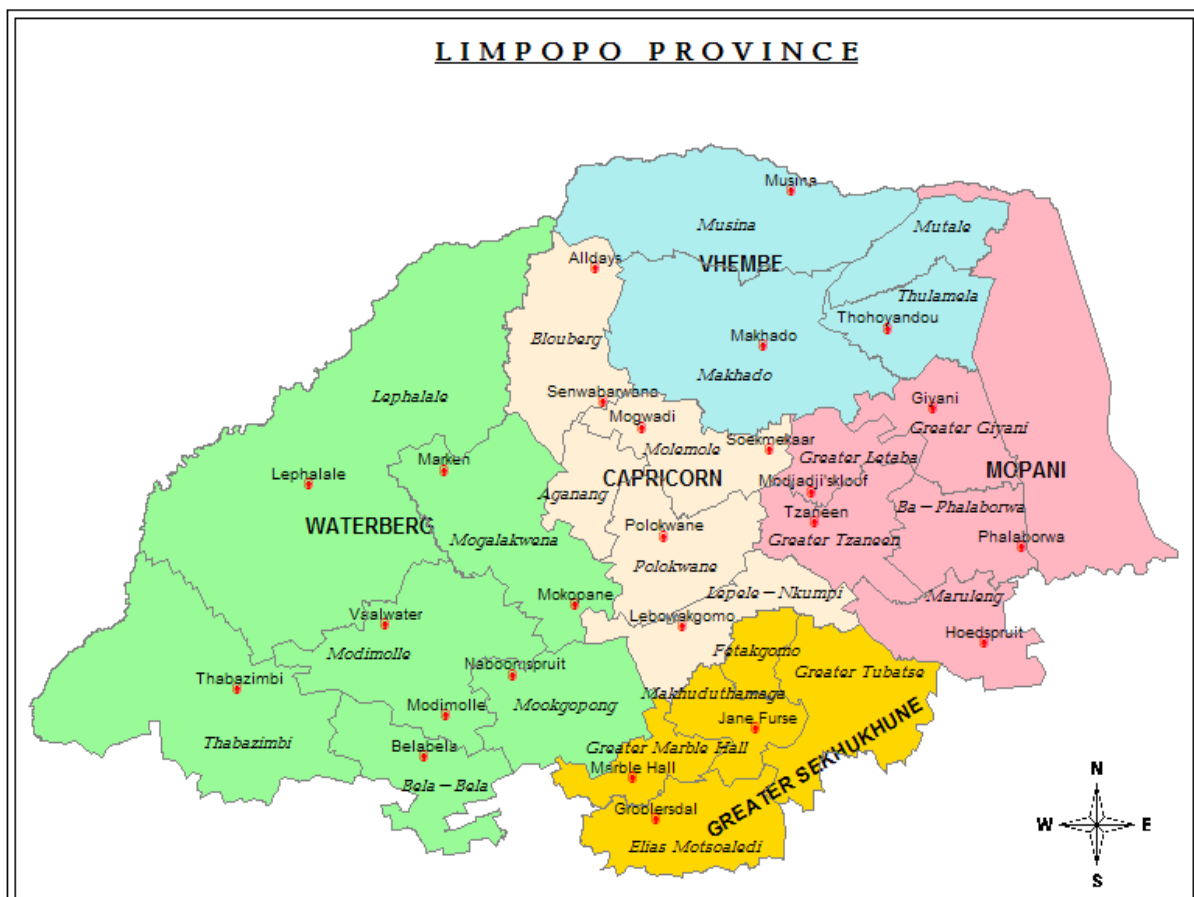 LIMPOPO PROVINCE
Musina
Musina
Mutale
VHEMBE
Alldays
Thulamela
Thohoyandou
Blouberg
Makhado
Makhado
Lephalale
Senwabarwano
Giyani
Mogwadi
Greater Giyani
Molemole
Soekmekaar
Greater Letaba
Marken
MOPANI
Lephalale
CAPRICORN
Modjadji'skloof
Aganang
Ba-Phalaborwa
Tzaneen
WATERBERG
Polokwane
Greater Tzaneen
Phalaborwa
Mogalakwena
Polokwane
Lepele-Nkumpi
Maruleng
Mokopane
Vaalwater
Lebowakgomo
Hoedspruit
Modimolle
Fetakgomo
Naboomspruit
Greater Tubatse
Thabazimbi
Makhuduthamaga
Modimolle
Mookgopong
Jane Furse
Thabazimbi
Belabela
Greater Marble Hall
Marble Hall
Bela-Bela
GREATER SEKHUKHUNE
Groblersdal
Elias Motsoaledi
N
W
E
S